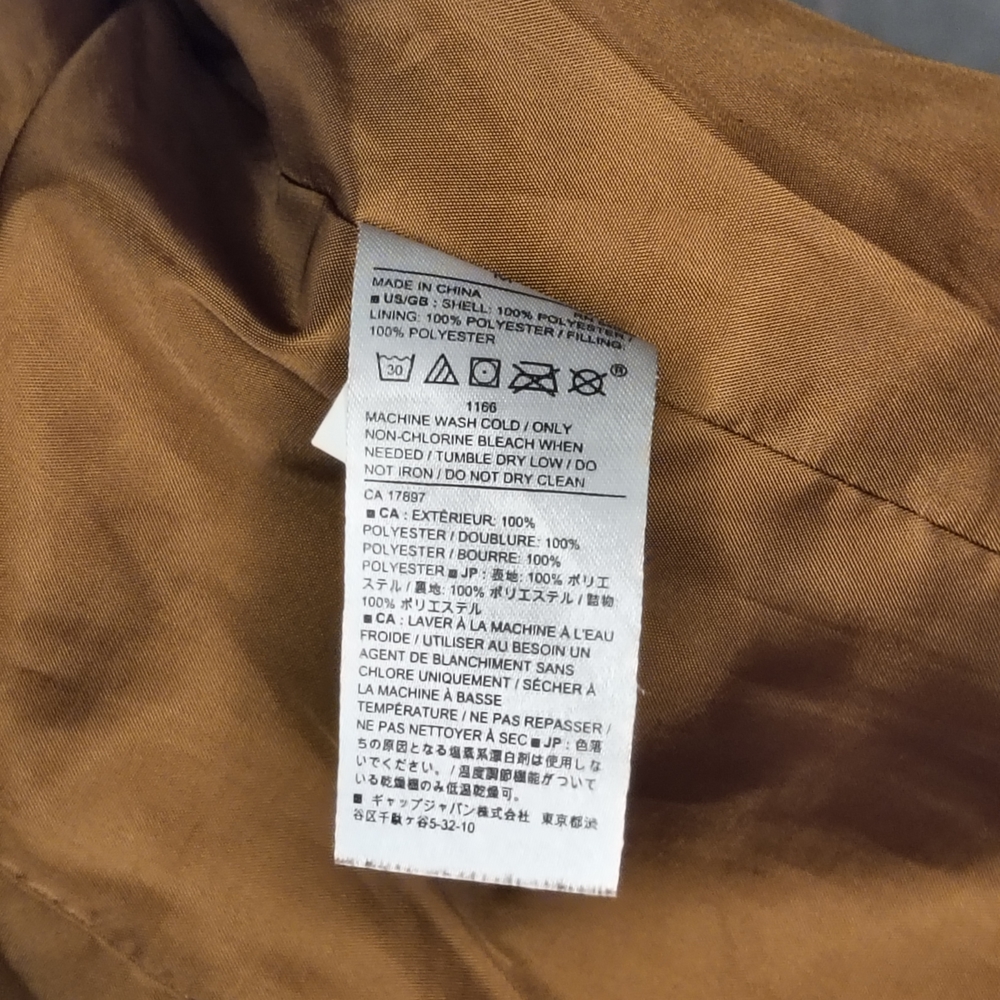 MADE IN CHINA
■ US/GB : SHELL: 100% POLYESTER /
LINING: 100% POLYESTER / FILLING:
100% POLYESTER
30 ®
1166
MACHINE WASH COLD / ONLY
NON-CHLORINE BLEACH WHEN
NEEDED / TUMBLE DRY LOW / DO
NOT IRON / DO NOT DRY CLEAN
CA 17897
■ CA : EXTÉRIEUR: 100%
POLYESTER / DOUBLURE: 100%
POLYESTER / BOURRE: 100%
POLYESTER ■ JP : 表地: 100% ポリエ
ステル / 裏地: 100% ポリエステル / 詰物
100% ポリエステル
■ CA : LAVER À LA MACHINE À L'EAU
FROIDE / UTILISER AU BESOIN UN
AGENT DE BLANCHIMENT SANS
CHLORE UNIQUEMENT / SÉCHER À
LA MACHINE À BASSE
TEMPÉRATURE / NE PAS REPASSER /
NE PAS NETTOYER À SEC ■ JP : 色落
ちの原因となる塩素系漂白剤は使用しな
いでください。 / 温度調節機能がついて
いる乾燥機のみ低温乾燥可。
■ ギャップジャパン株式会社 東京都渋
谷区千駄ヶ谷5-32-10